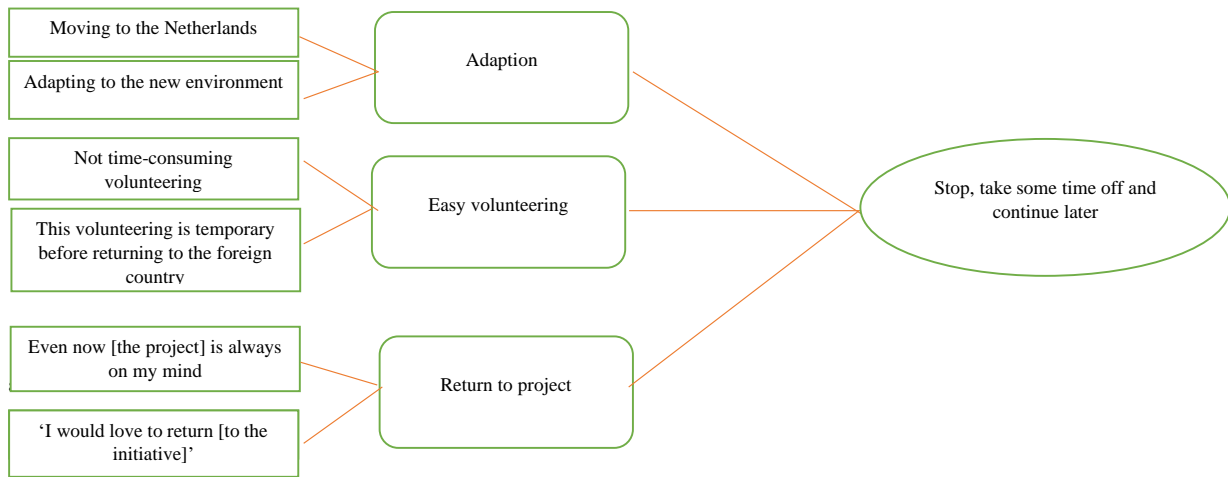 Moving to the Netherlands
Adapting to the new environment
Adaption
Not time-consuming
volunteering
This volunteering is temporary
before returning to the foreign
country
Easy volunteering
Even now [the project] is always
on my mind
‘I would love to return [to the
initiative]’
Return to project
Stop, take some time off and
continue later